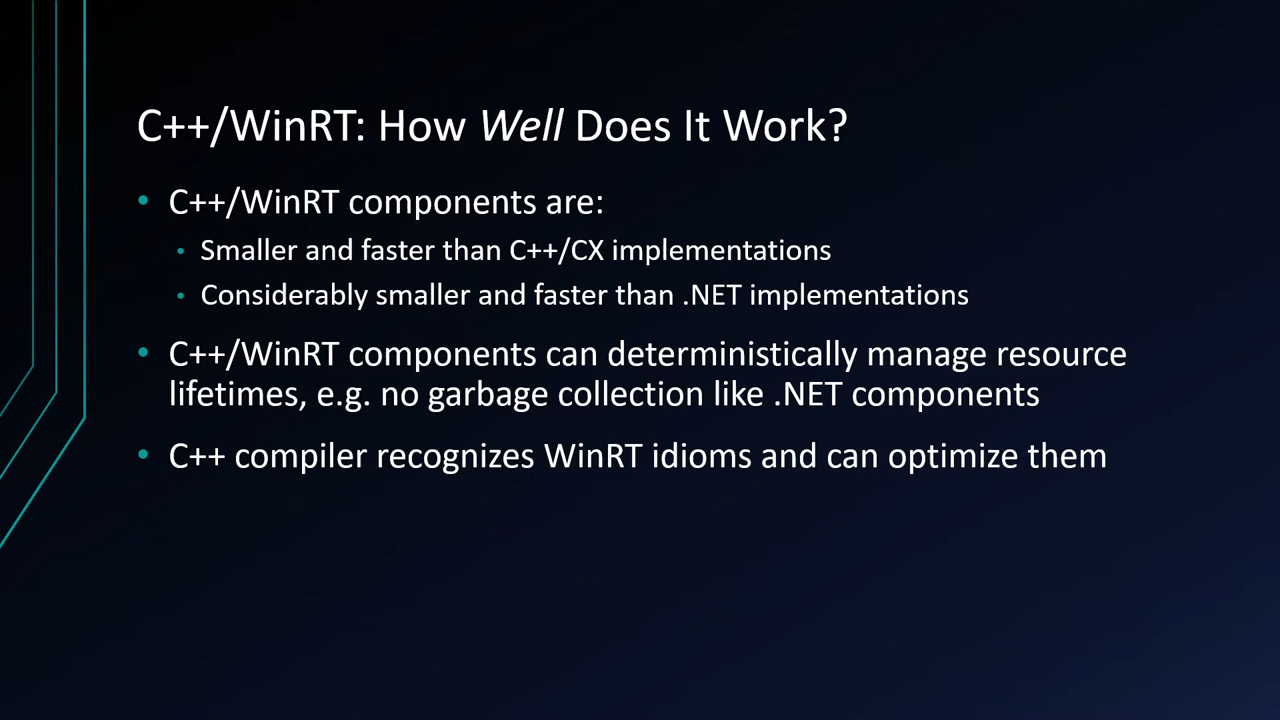 C++/WinRT: How Well Does It Work?
• C++/WinRT components are:
• Smaller and faster than C++/CX implementations
• Considerably smaller and faster than .NET implementations
• C++/WinRT components can deterministically manage resource
lifetimes, e.g. no garbage collection like .NET components
• C++ compiler recognizes WinRT idioms and can optimize them